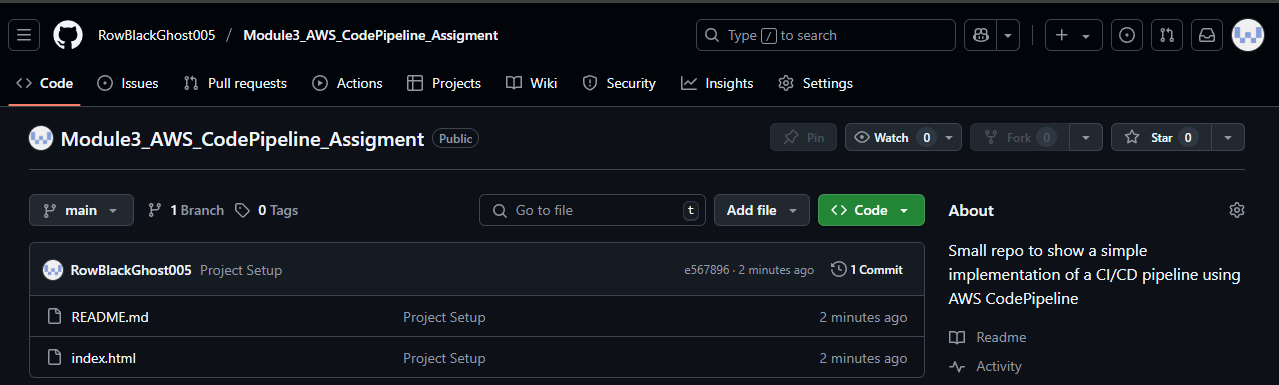 RowBlackGhost005 / Module3_AWS_CodePipeline_Assigment Type / to search
Code Issues Pull requests Actions Projects Wiki Security Insights Settings
Module3_AWS_CodePipeline_Assigment Public Pin Watch 0 Fork 0 Star 0
main 1 Branch 0 Tags Go to file t Add file Code
About
Small repo to show a simple
implementation of a CI/CD pipeline using
AWS CodePipeline
Readme
Activity
RowBlackGhost005 Project Setup e567896 · 2 minutes ago 1 Commit
README.md Project Setup 2 minutes ago
index.html Project Setup 2 minutes ago